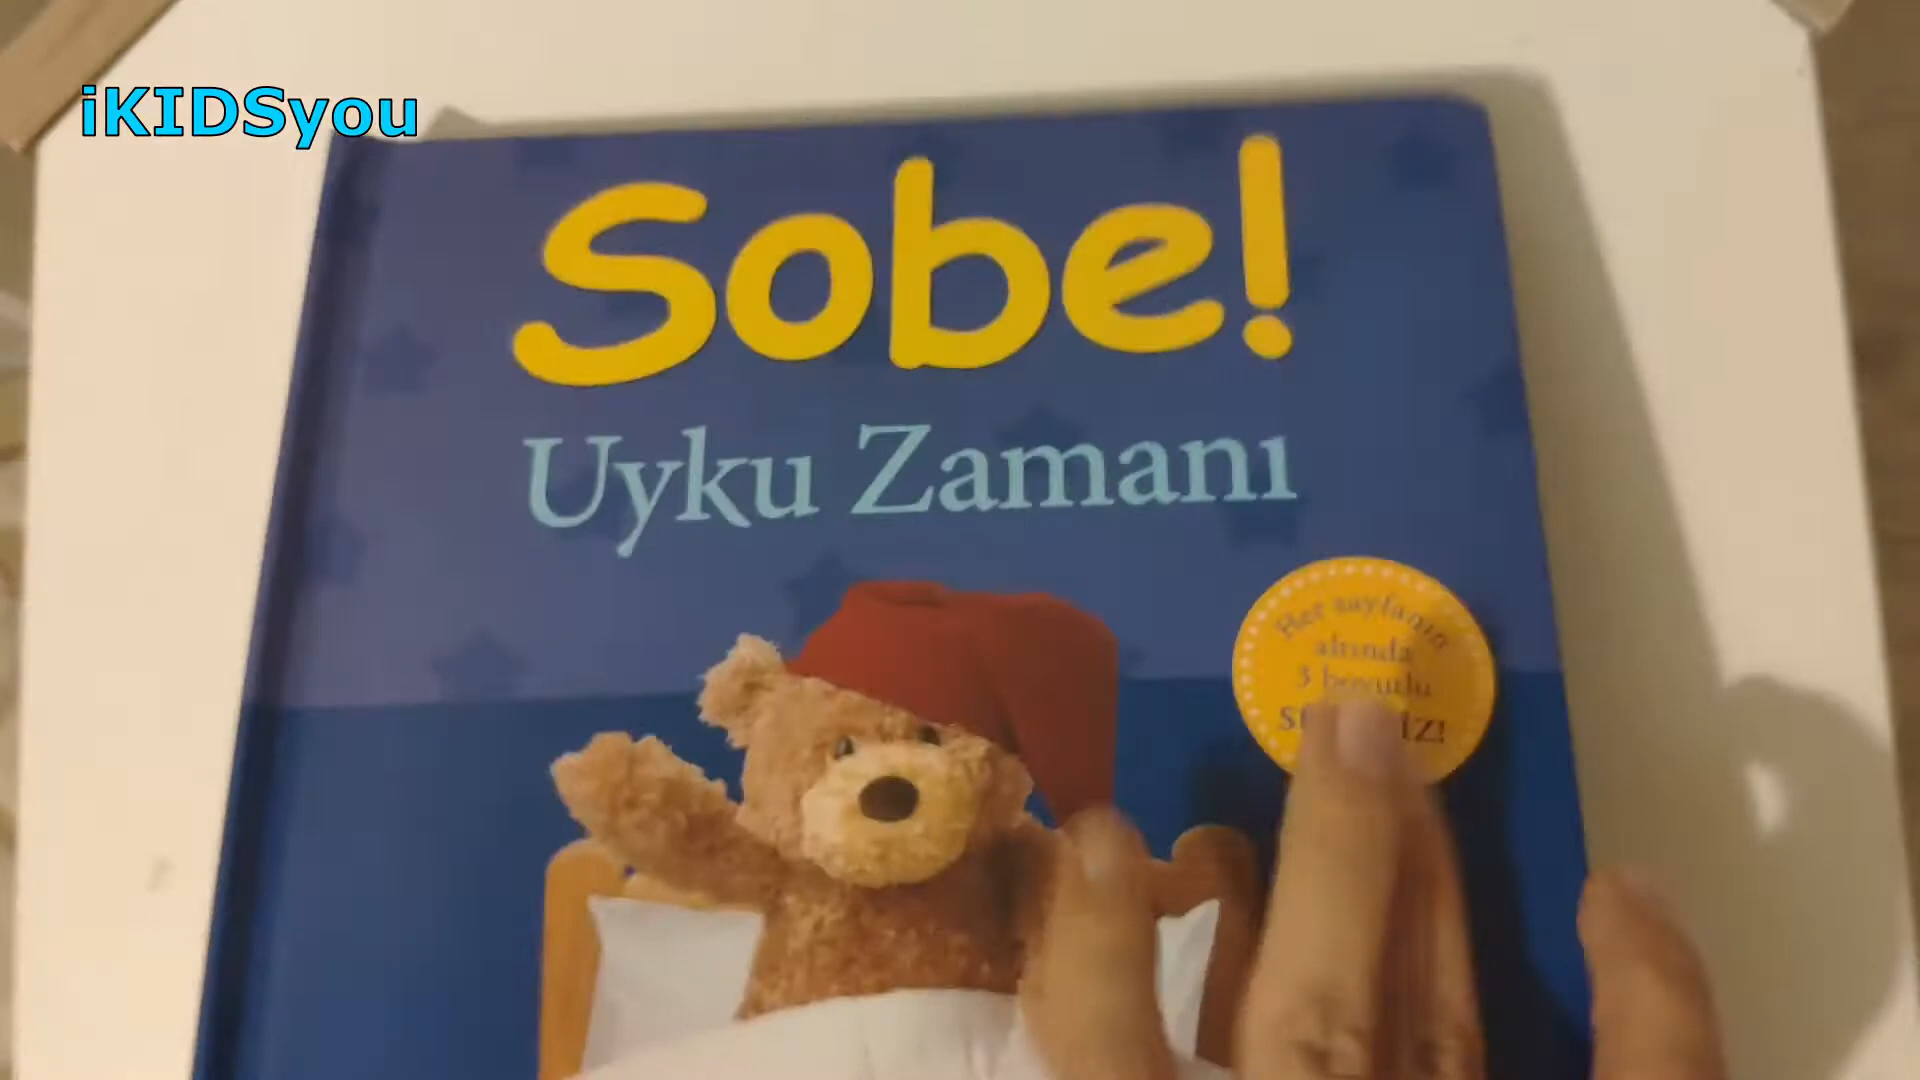 iKIDSyou
Sobe!
Uyku Zamanı
Her sayfanın
altında
3 boyutlu